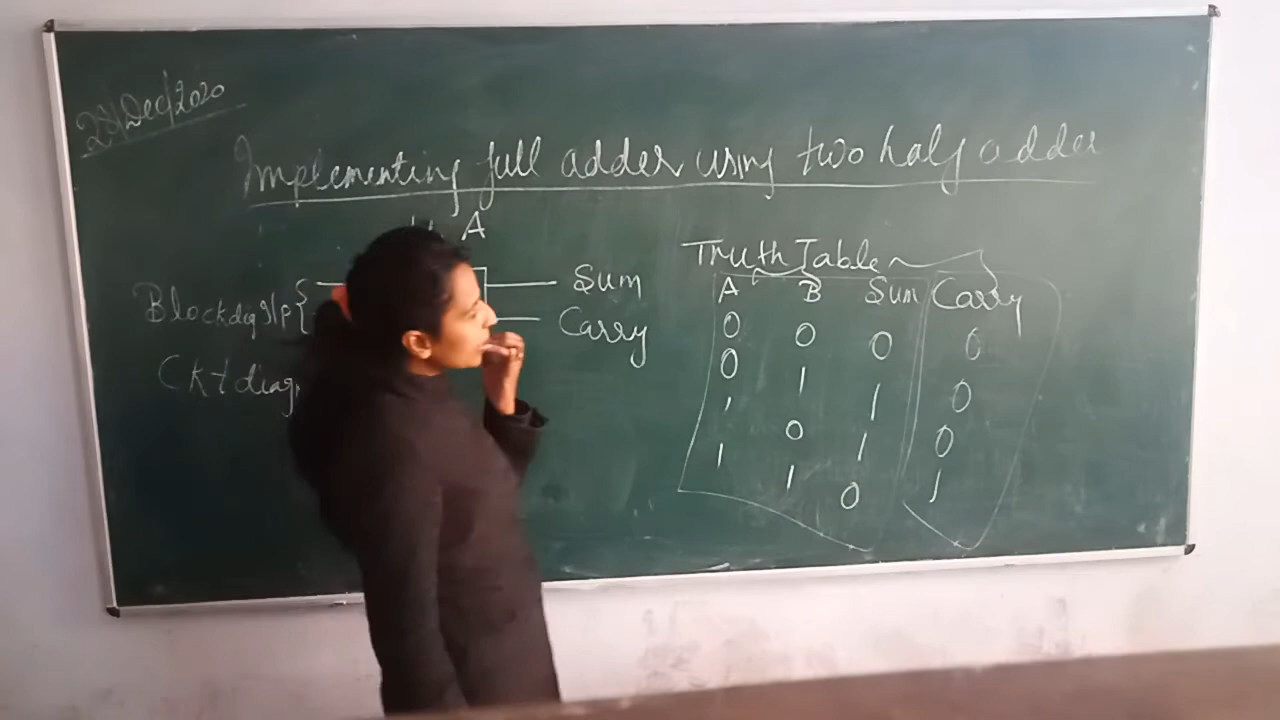 28/Dec/2020
Implementing full adder using two half adder
A
Block diag I/p
Ckt diag
Sum
Carry
Truth Table
A B Sum Carry
0 0 0 0
0 1 1 0
1 0 1 0
1 1 0 1